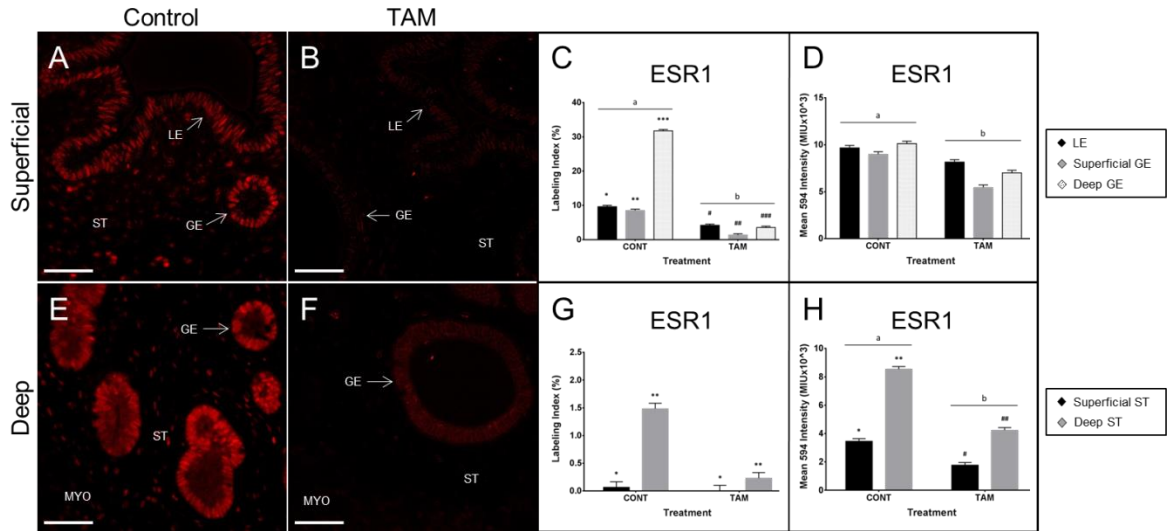 Control
TAM
Superficial
Deep
A
LE
GE
ST
B
LE
GE
ST
C
ESR1
Labeling Index (%)
40
30
20
10
0
a
b
*
**
***
#
##
###
CONT
TAM
Treatment
D
ESR1
Mean 594 Intensity (MIUx10^3)
15
10
5
0
a
b
CONT
TAM
Treatment
LE
Superficial GE
Deep GE
E
GE
ST
MYO
F
GE
ST
MYO
G
ESR1
Labeling Index (%)
2.5
2.0
1.5
1.0
0.5
0.0
*
**
*
**
CONT
TAM
Treatment
H
ESR1
Mean 594 Intensity (MIUx10^3)
10
8
6
4
2
0
a
b
*
**
#
##
CONT
TAM
Treatment
Superficial ST
Deep ST